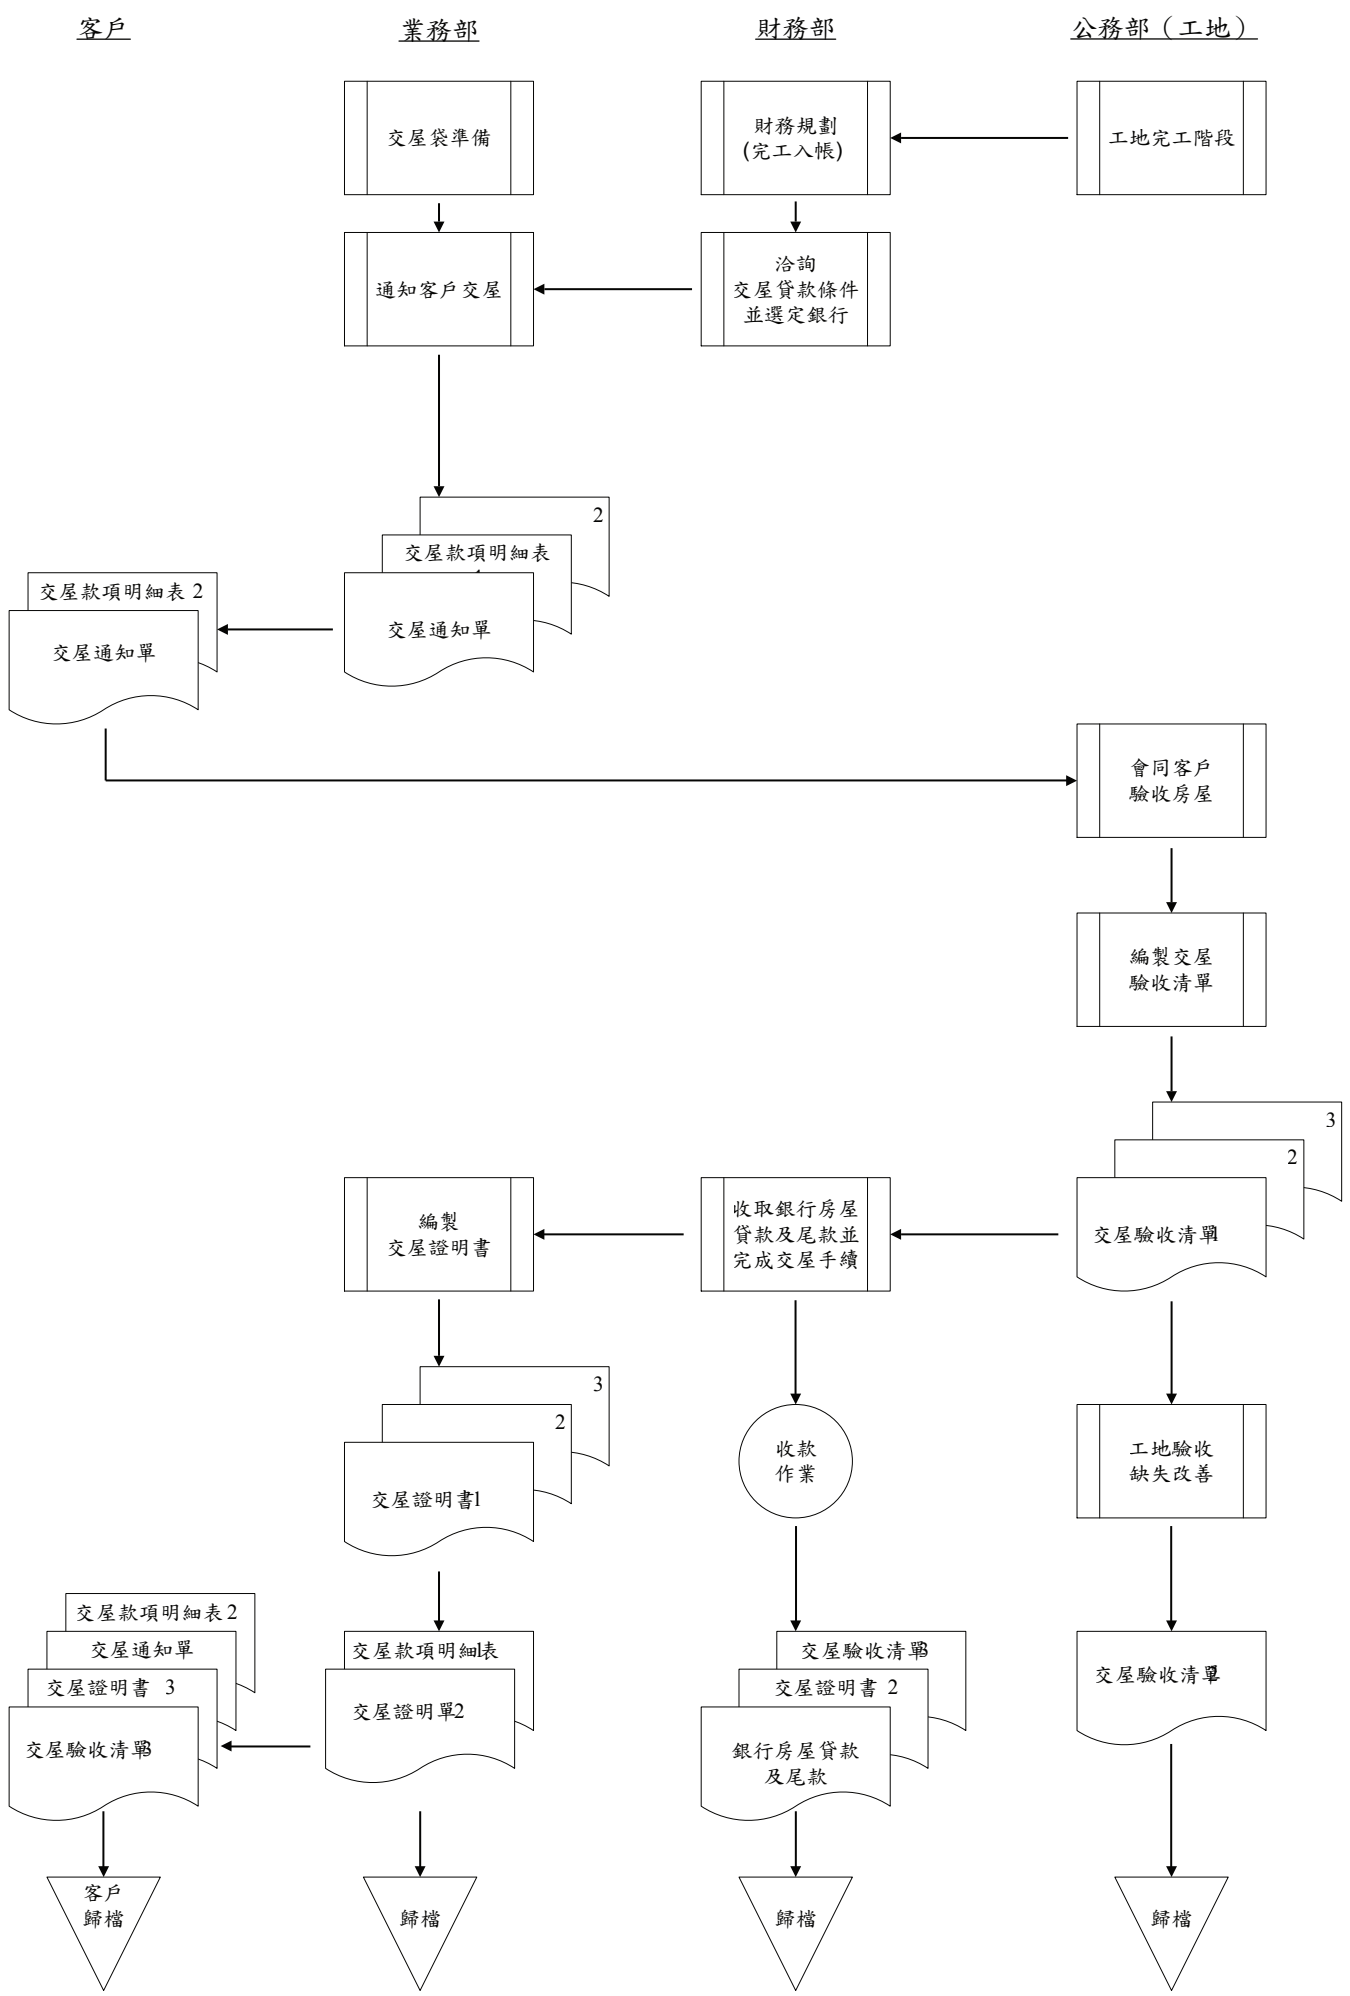 客戶
業務部
財務部
公務部（工地）
交屋袋準備
財務規劃
(完工入帳)
工地完工階段
通知客戶交屋
洽詢
交屋貸款條件
並選定銀行
2
交屋款項明細表
交屋通知單
交屋款項明細表 2
交屋通知單
會同客戶
驗收房屋
編製交屋
驗收清單
3
2
交屋驗收清單1
收取銀行房屋
貸款及尾款並
完成交屋手續
編製
交屋證明書
3
2
交屋證明書1
收款
作業
工地驗收
缺失改善
交屋款項明細表2
交屋通知單
交屋證明書 3
交屋驗收清單3
交屋款項明細表1
交屋證明單2
交屋驗收清單3
交屋證明書 2
銀行房屋貸款
及尾款
交屋驗收清單2
客戶
歸檔
歸檔
歸檔
歸檔